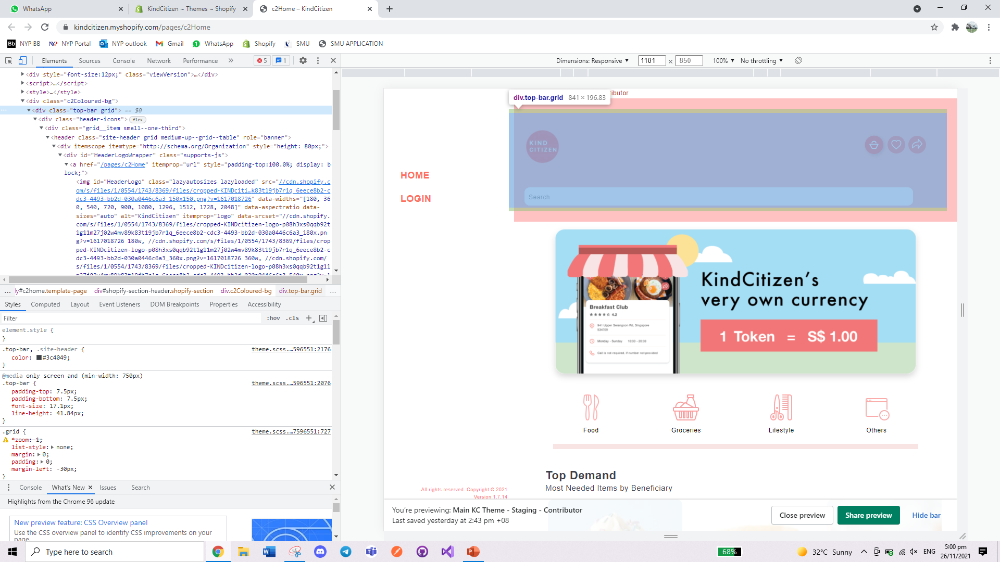 WhatsApp
KindCitizen ~ Themes ~ Shopify
c2Home – KindCitizen
kindcitizen.myshopify.com/pages/c2Home
Bb NYP BB
NYP Portal
NYP outlook
Gmail
WhatsApp
Shopify
SMU
SMU APPLICATION
Elements Sources Console Network Performance » 5 1
Dimensions: Responsive ▼ 1101 × 850 100% ▼ No throttling ▼
<div style="font-size:12px;" class="viewVersion">…</div>
<script>…</script>
<style>…</style>
<div class="c2Coloured-bg">
<div class="top-bar grid"> == $0
<div class="header-icons"> flex
<div class="grid__item small--one-third">
<header class="site-header grid medium-up--grid--table" role="banner">
<div itemscope itemtype="http://schema.org/Organization" style="height: 80px;">
<div id="HeaderLogoWrapper" class="supports-js">
<a href="/pages/c2Home" itemprop="url" style="padding-top:100.0%; display: b
lock;">
<img id="HeaderLogo" class="lazyautosizes lazyloaded" src="//cdn.shopify.c
om/s/files/1/0554/1743/8369/files/cropped-KINDciti…k83t19jb7r1q_6eece8b2-c
dc3-4493-bb2d-030a0446c6a3_150x150.png?v=1617018726" data-widths="[180, 36
0, 540, 720, 900, 1080, 1296, 1512, 1728, 2048]" data-aspectratio data-
sizes="auto" alt="KindCitizen" itemprop="logo" data-srcset="//cdn.shopify.
com/s/files/1/0554/1743/8369/files/cropped-KINDcitizen-logo-p08h3xs0qqb92t
1g11m27j02w4mv89k83t19jb7r1q_6eece8b2-cdc3-4493-bb2d-030a0446c6a3_180x.pn
g?v=1617018726 180w, //cdn.shopify.com/s/files/1/0554/1743/8369/files/crop
ped-KINDcitizen-logo-p08h3xs0qqb92t1g11m27j02w4mv89k83t19jb7r1q_6eece8b2-
cdc3-4493-bb2d-030a0446c6a3_360x.png?v=1617018726 360w, //cdn.shopify.com/
s/files/1/0554/1743/8369/files/cropped-KINDcitizen-logo-p08h3xs0qqb92t1g11
… ly#c2home.template-page div#shopify-section-header.shopify-section div.c2Coloured-bg div.top-bar.grid …
Styles Computed Layout Event Listeners DOM Breakpoints Properties Accessibility
Filter :hov .cls +
element.style {
}
.top-bar, .site-header { theme.scss.…596551:2176
color: #3c4049;
}
@media only screen and (min-width: 750px)
.top-bar { theme.scss.…596551:2076
padding-top: 7.5px;
padding-bottom: 7.5px;
font-size: 17.1px;
line-height: 41.84px;
}
.grid { theme.scss.…7596551:727
*zoom: 1;
list-style: none;
margin: 0;
padding: 0;
margin-left: -30px;
}
Console What's New Issues Search
Highlights from the Chrome 96 update
New preview feature: CSS Overview panel
Use the CSS overview panel to identify CSS improvements on your
page.
div.top-bar.grid 841 × 196.83
ributor
KIND
CITIZEN
HOME
LOGIN
Search
KindCitizen's
very own currency
1 Token = S$ 1.00
Breakfast Club
4.2
941 Upper Serangoon Rd, Singapore
534709
Monday - Sunday 10:30 - 20:30
Call is not required, if number not provided
Food
Groceries
Lifestyle
Others
Top Demand
Most Needed Items by Beneficiary
All rights reserved. Copyright © 2021
Version 1.7.14
You're previewing: Main KC Theme - Staging - Contributor
Last saved yesterday at 2:43 pm +08
Close preview
Share preview
Hide bar
Type here to search
68%
32°C Sunny
ENG
5:00 pm
26/11/2021